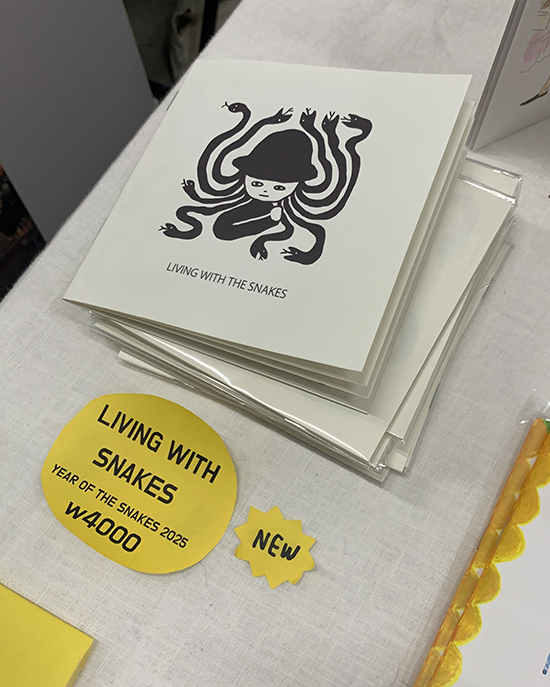 LIVING WITH THE SNAKES
LIVING WITH
SNAKES
YEAR OF THE SNAKES 2025
W4000
NEW